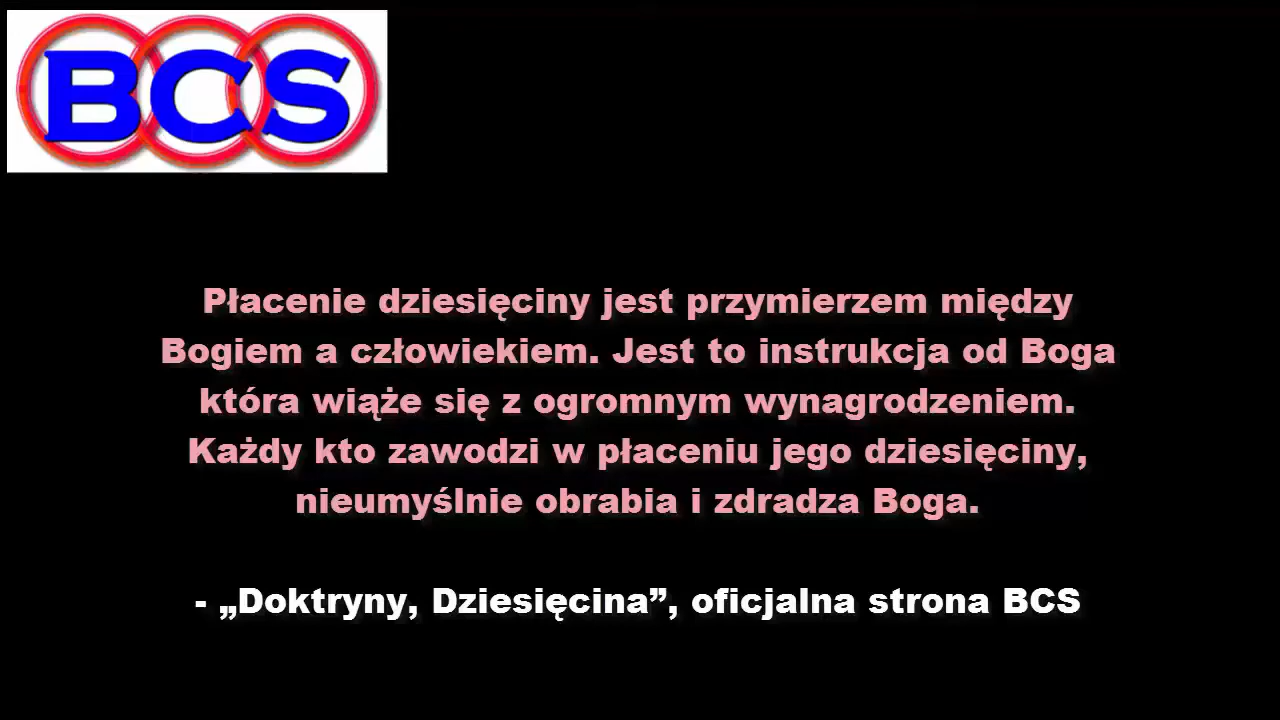 BCS
Płacenie dziesięciny jest przymierzem między
Bogiem a człowiekiem. Jest to instrukcja od Boga
która wiąże się z ogromnym wynagrodzeniem.
Każdy kto zawodzi w płaceniu jego dziesięciny,
nieumyślnie obrabia i zdradza Boga.
- „Doktryny, Dziesięcina”, oficjalna strona BCS